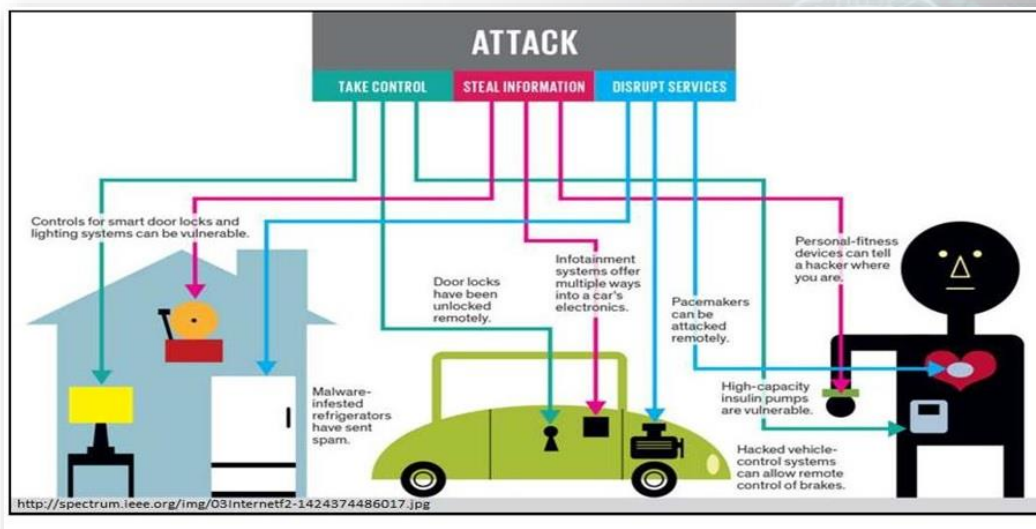 ATTACK
TAKE CONTROL
STEAL INFORMATION
DISRUPT SERVICES
Controls for smart door locks and
lighting systems can be vulnerable.
Door locks
have been
unlocked
remotely.
Infotainment
systems offer
multiple ways
into a car's
electronics.
Personal-fitness
devices can tell
a hacker where
you are.
Pacemakers
can be
attacked
remotely.
Malware-
infested
refrigerators
have sent
spam.
High-capacity
insulin pumps
are vulnerable.
Hacked vehicle-
control systems
can allow remote
control of brakes.
http://spectrum.ieee.org/img/03Internetf2-1424374486017.jpg